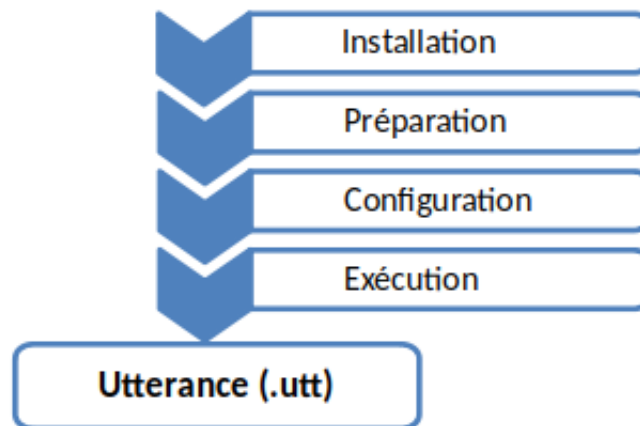 Installation
Préparation
Configuration
Exécution
Utterance (.utt)